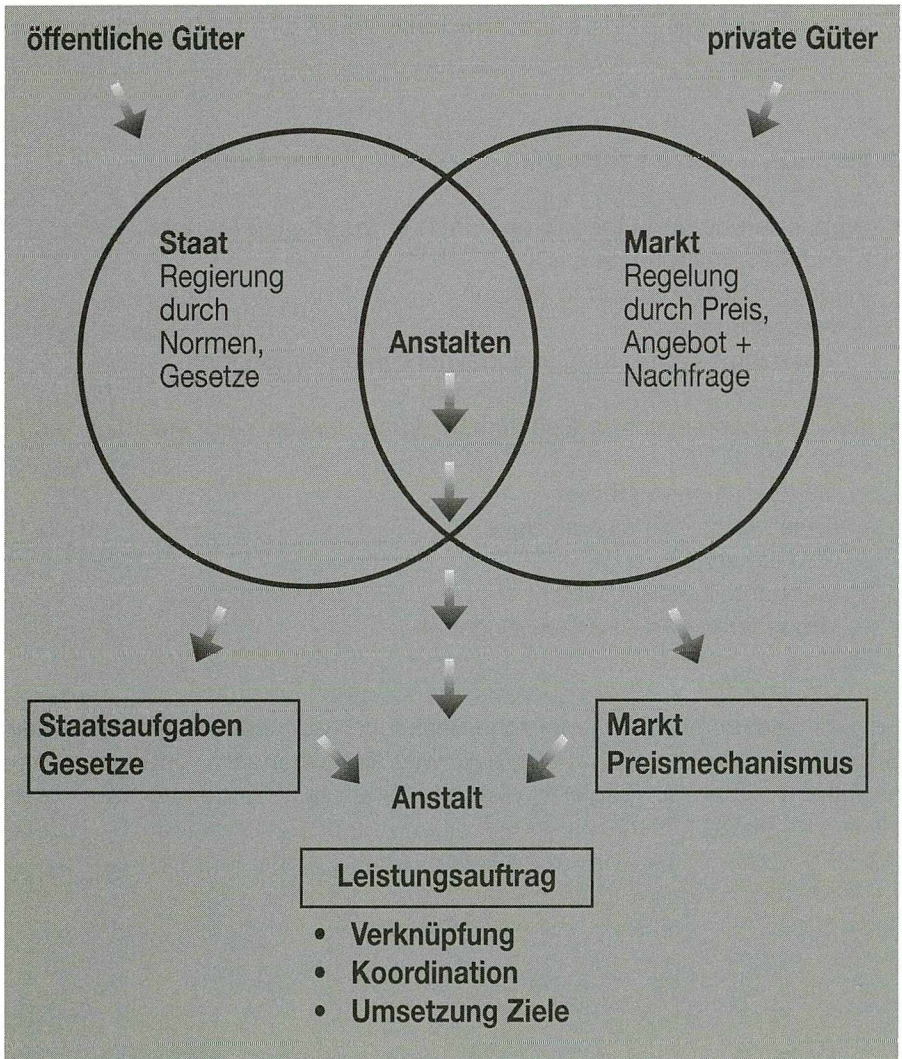 öffentliche Güter
private Güter
Staat
Regierung
durch
Normen,
Gesetze
Anstalten
Markt
Regelung
durch Preis,
Angebot +
Nachfrage
Staatsaufgaben
Gesetze
Markt
Preismechanismus
Anstalt
Leistungsauftrag
• Verknüpfung
• Koordination
• Umsetzung Ziele